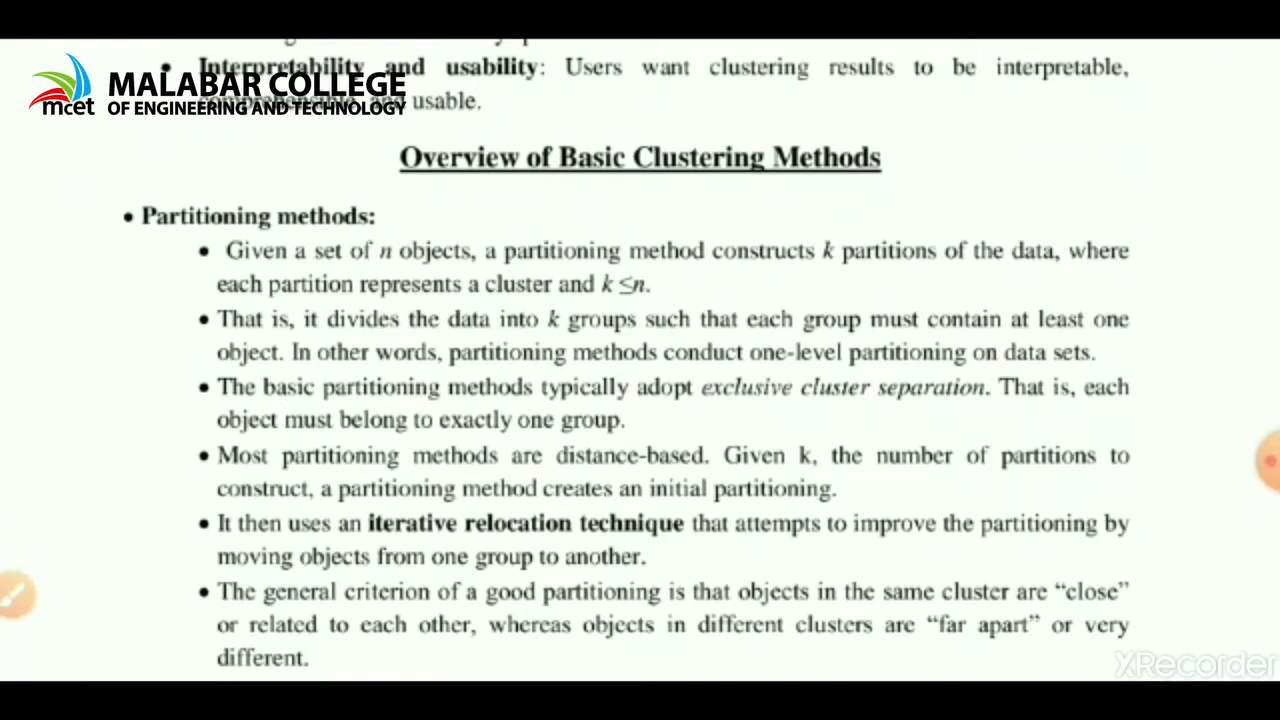 • Interpretability and usability: Users want clustering results to be interpretable,
MALABAR COLLEGE
mcet OF ENGINEERING AND TECHNOLOGY
comprehensible, and usable.
Overview of Basic Clustering Methods
• Partitioning methods:
• Given a set of n objects, a partitioning method constructs k partitions of the data, where
each partition represents a cluster and k ≤n.
• That is, it divides the data into k groups such that each group must contain at least one
object. In other words, partitioning methods conduct one-level partitioning on data sets.
• The basic partitioning methods typically adopt exclusive cluster separation. That is, each
object must belong to exactly one group.
• Most partitioning methods are distance-based. Given k, the number of partitions to
construct, a partitioning method creates an initial partitioning.
• It then uses an iterative relocation technique that attempts to improve the partitioning by
moving objects from one group to another.
• The general criterion of a good partitioning is that objects in the same cluster are “close”
or related to each other, whereas objects in different clusters are “far apart” or very
different.
XRecorder